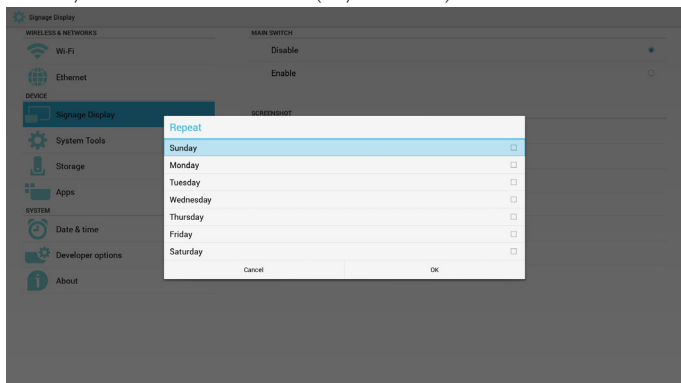 Signage Display
WIRELESS & NETWORKS
Wi-Fi
Ethernet
DEVICE
Signage Display
System Tools
Storage
Apps
SYSTEM
Date & time
Developer options
About
MAIN SWITCH
Disable
Enable
SCREENSHOT
Repeat
Sunday
Monday
Tuesday
Wednesday
Thursday
Friday
Saturday
Cancel OK